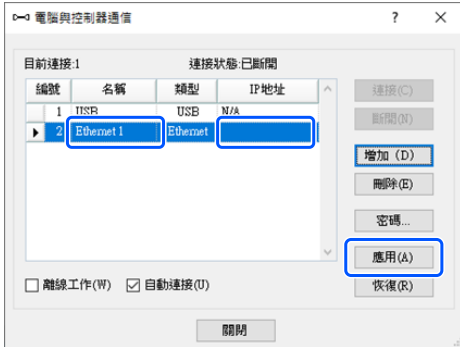 電腦與控制器通信
目前連接:1 連接狀態:已斷開
編號 名稱 類型 IP地址
1 USB USB N/A
2 Ethernet 1 Ethernet
連接(C)
斷開(N)
增加 (D)
刪除(E)
密碼...
應用(A)
恢復(R)
離線工作(W) 自動連接(U)
關閉